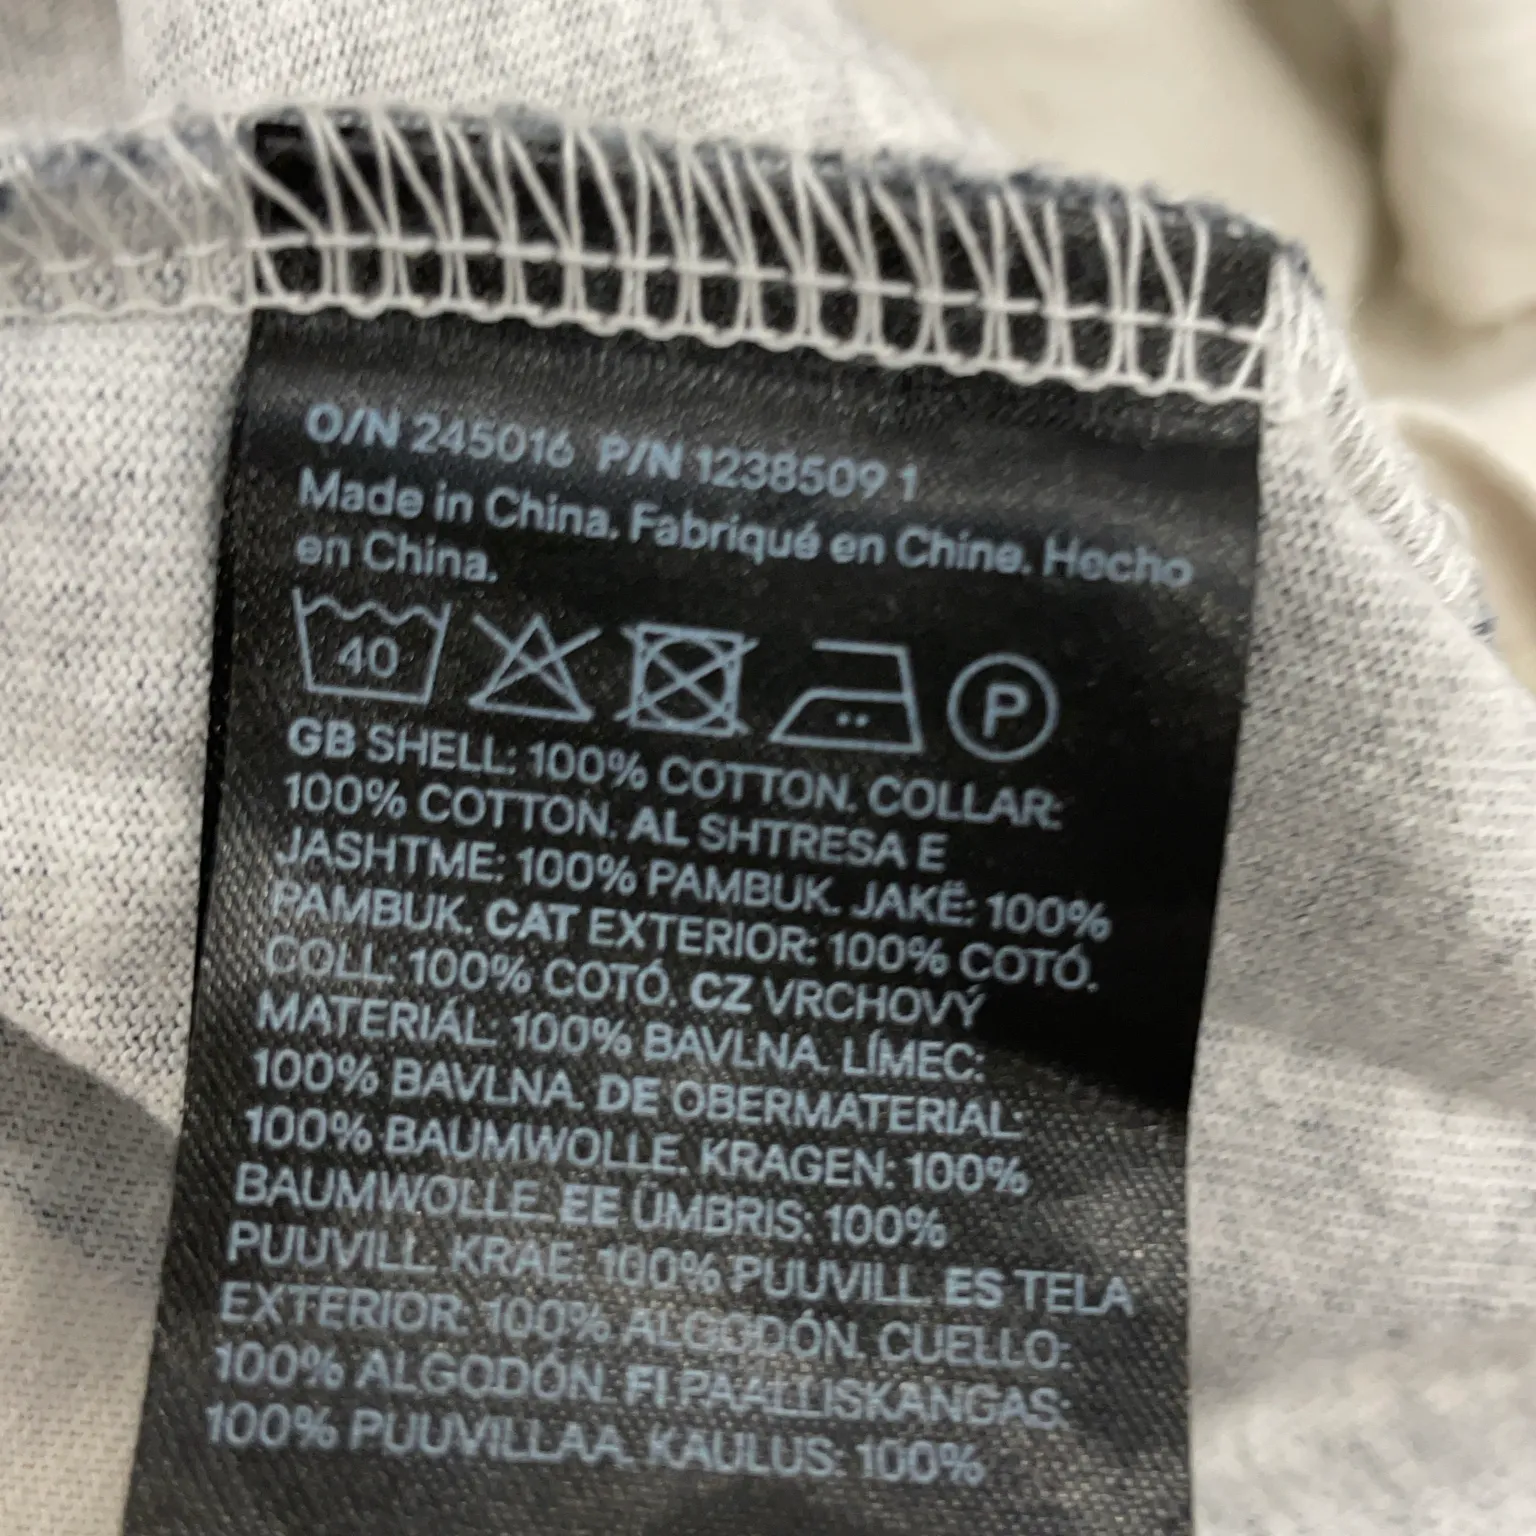 O/N 245016 P/N 1238509 1
Made in China. Fabriqué en Chine. Hecho
en China.
40 P
GB SHELL: 100% COTTON. COLLAR:
100% COTTON. AL SHTRESA E
JASHTME: 100% PAMBUK. JAKË: 100%
PAMBUK. CAT EXTERIOR: 100% COTÓ.
COLL: 100% COTÓ. CZ VRCHOVÝ
MATERIÁL: 100% BAVLNA. LÍMEC:
100% BAVLNA. DE OBERMATERIAL:
100% BAUMWOLLE. KRAGEN: 100%
BAUMWOLLE. EE ÜMBRIS: 100%
PUUVILL. KRAE: 100% PUUVILL. ES TELA
EXTERIOR: 100% ALGODÓN. CUELLO:
100% ALGODÓN. FI PÄÄLLISKANGAS:
100% PUUVILLAA. KAULUS: 100%